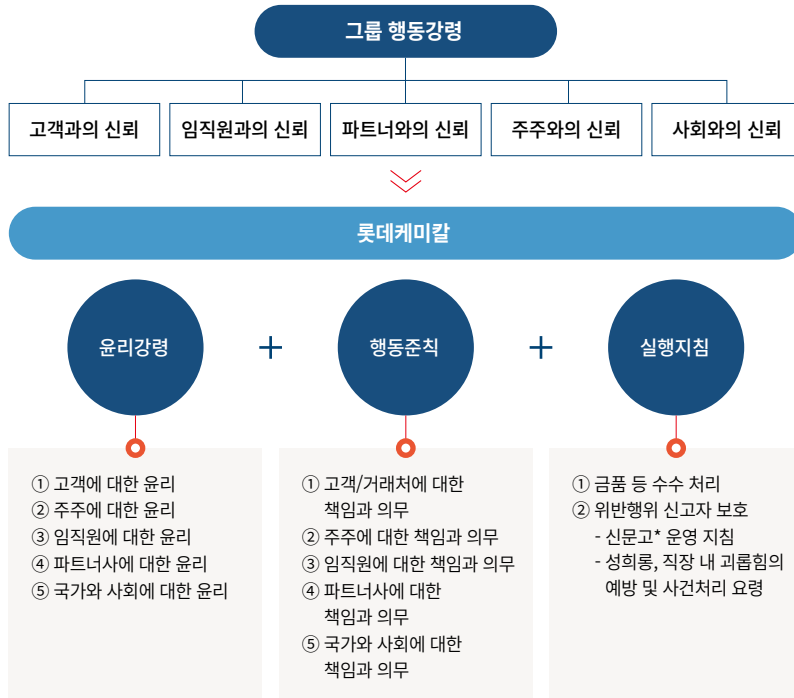 그룹 행동강령
고객과의 신뢰
임직원과의 신뢰
파트너와의 신뢰
주주와의 신뢰
사회와의 신뢰
롯데케미칼
윤리강령
+
행동준칙
+
실행지침
① 고객에 대한 윤리
② 주주에 대한 윤리
③ 임직원에 대한 윤리
④ 파트너사에 대한 윤리
⑤ 국가와 사회에 대한 윤리
① 고객/거래처에 대한
책임과 의무
② 주주에 대한 책임과 의무
③ 임직원에 대한 책임과 의무
④ 파트너사에 대한
책임과 의무
⑤ 국가와 사회에 대한
책임과 의무
① 금품 등 수수 처리
② 위반행위 신고자 보호
- 신문고* 운영 지침
- 성희롱, 직장 내 괴롭힘의
예방 및 사건처리 요령